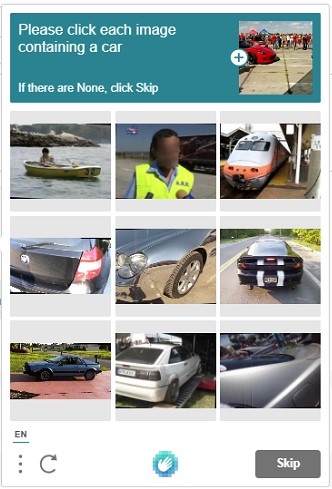 Please click each image
containing a car
If there are None, click Skip
EN
Skip